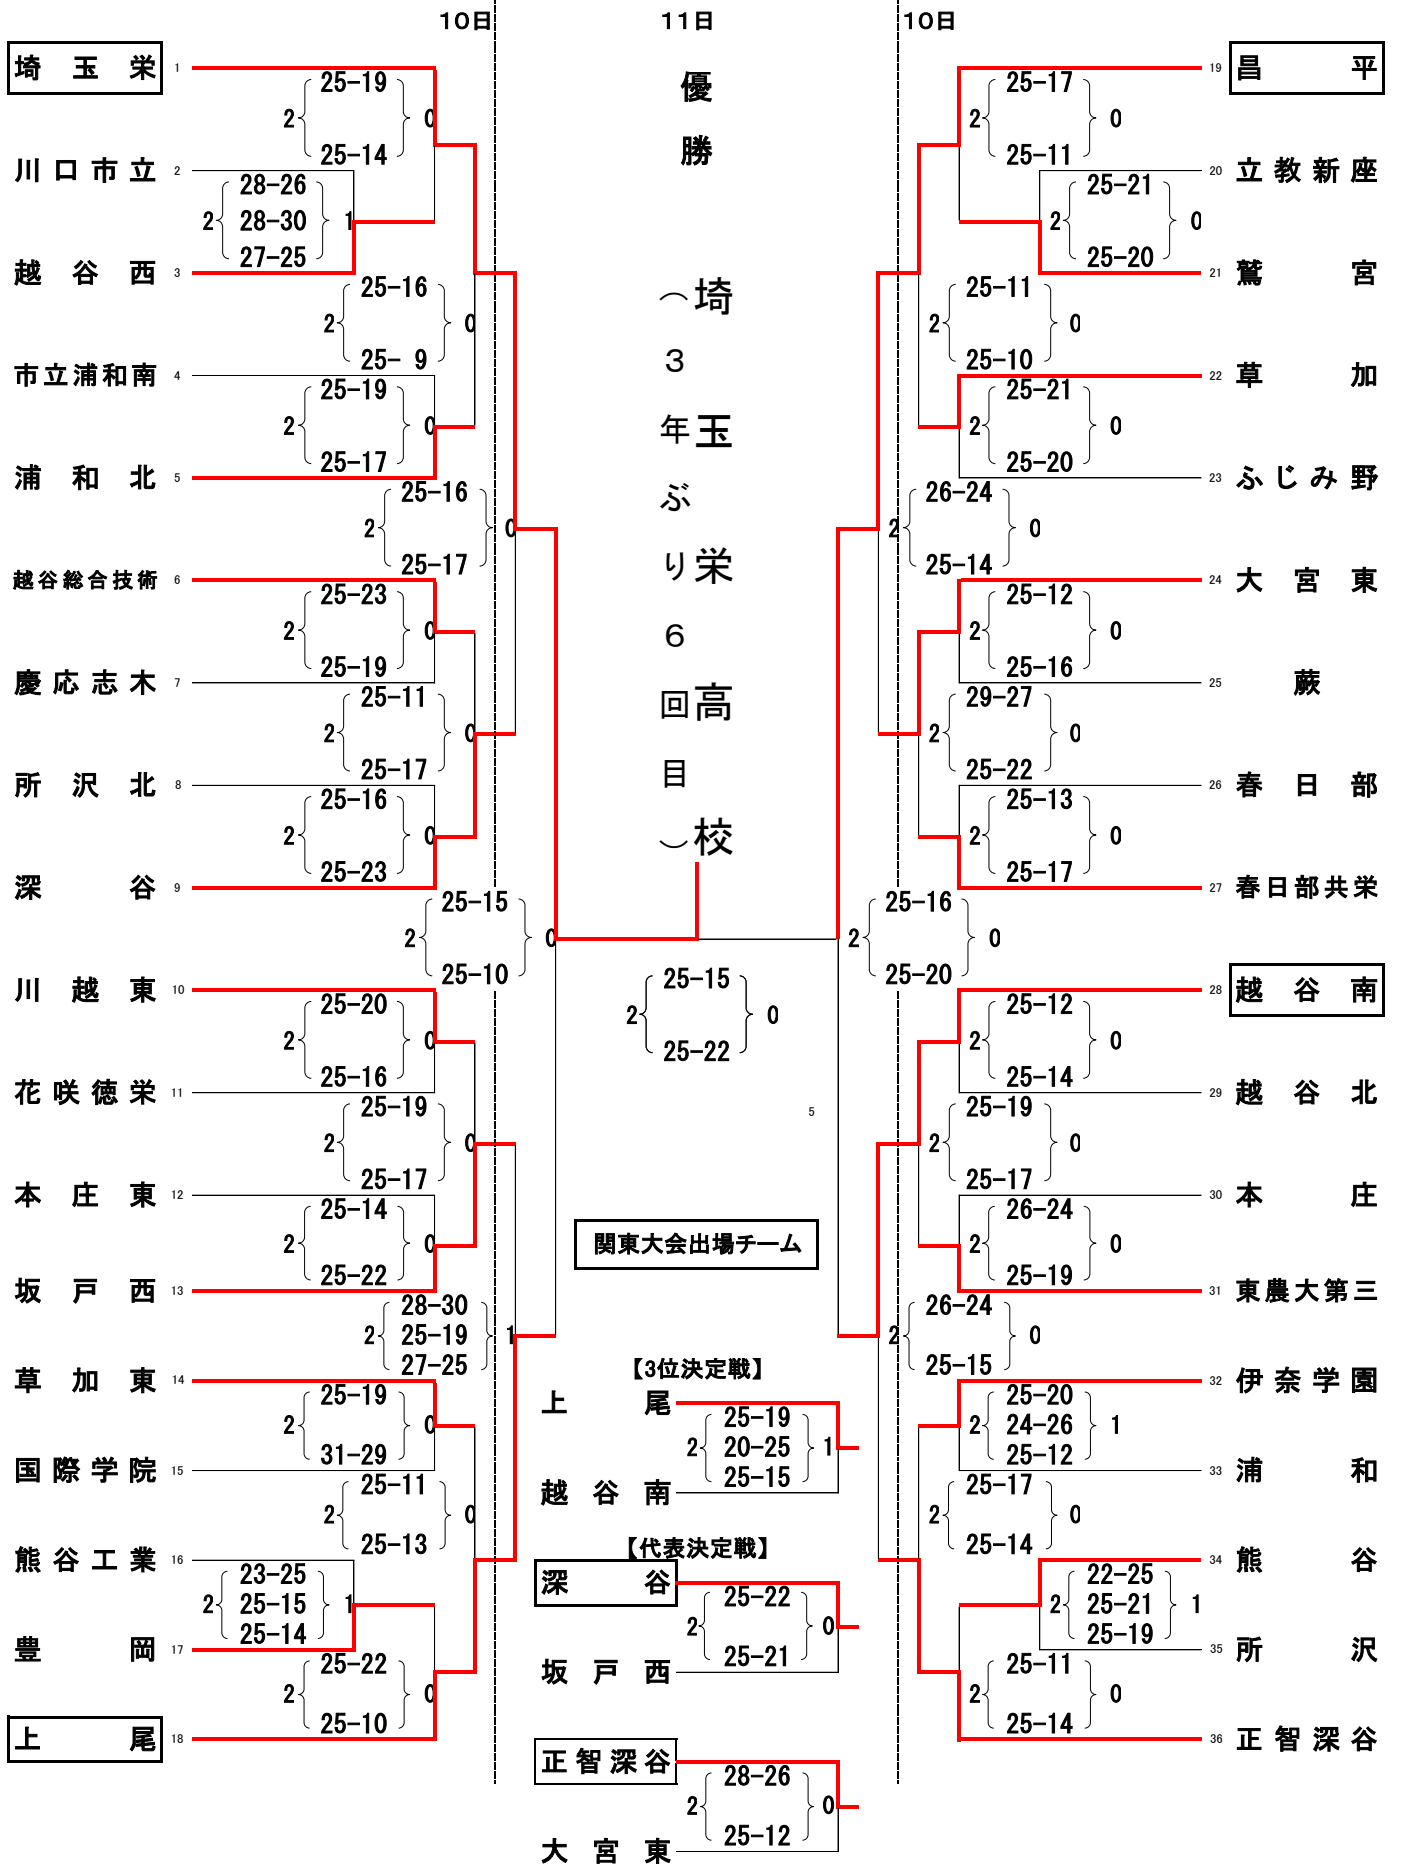 10日
11日
10日
優勝
埼玉栄高校
（3年ぶり6回目）
埼玉栄 1
25-19
2 0
25-14
川口市立 2
28-26
2 28-30 1
27-25
越谷西 3
25-16
2 0
25- 9
市立浦和南 4
25-19
2 0
25-17
浦和北 5
25-16
2 0
25-17
越谷総合技術 6
25-23
2 0
25-19
慶応志木 7
25-11
2 0
25-17
所沢北 8
25-16
2 0
25-23
深谷 9
25-15
2 0
25-10
川越東 10
25-20
2 0
25-16
花咲徳栄 11
25-19
2 0
25-17
本庄東 12
25-14
2 0
25-22
坂戸西 13
28-30
2 25-19 1
27-25
草加東 14
25-19
2 0
31-29
国際学院 15
25-11
2 0
25-13
熊谷工業 16
23-25
2 25-15 1
25-14
豊岡 17
25-22
2 0
25-10
上尾 18
25-15
2 0
25-22
5
関東大会出場チーム
【3位決定戦】
上尾
25-19
2 20-25 1
25-15
越谷南
【代表決定戦】
深谷
25-22
2 0
25-21
坂戸西
正智深谷
28-26
2 0
25-12
大宮東
19 昌平
25-17
2 0
25-11
20 立教新座
25-21
2 0
25-20
21 鷲宮
25-11
2 0
25-10
22 草加
25-21
2 0
25-20
23 ふじみ野
26-24
2 0
25-14
24 大宮東
25-12
2 0
25-16
25 蕨
29-27
2 0
25-22
26 春日部
25-13
2 0
25-17
27 春日部共栄
25-16
2 0
25-20
28 越谷南
25-12
2 0
25-14
29 越谷北
25-19
2 0
25-17
30 本庄
26-24
2 0
25-19
31 東農大第三
26-24
2 0
25-15
32 伊奈学園
25-20
2 24-26 1
25-12
33 浦和
25-17
2 0
25-14
34 熊谷
22-25
2 25-21 1
25-19
35 所沢
25-11
2 0
25-14
36 正智深谷